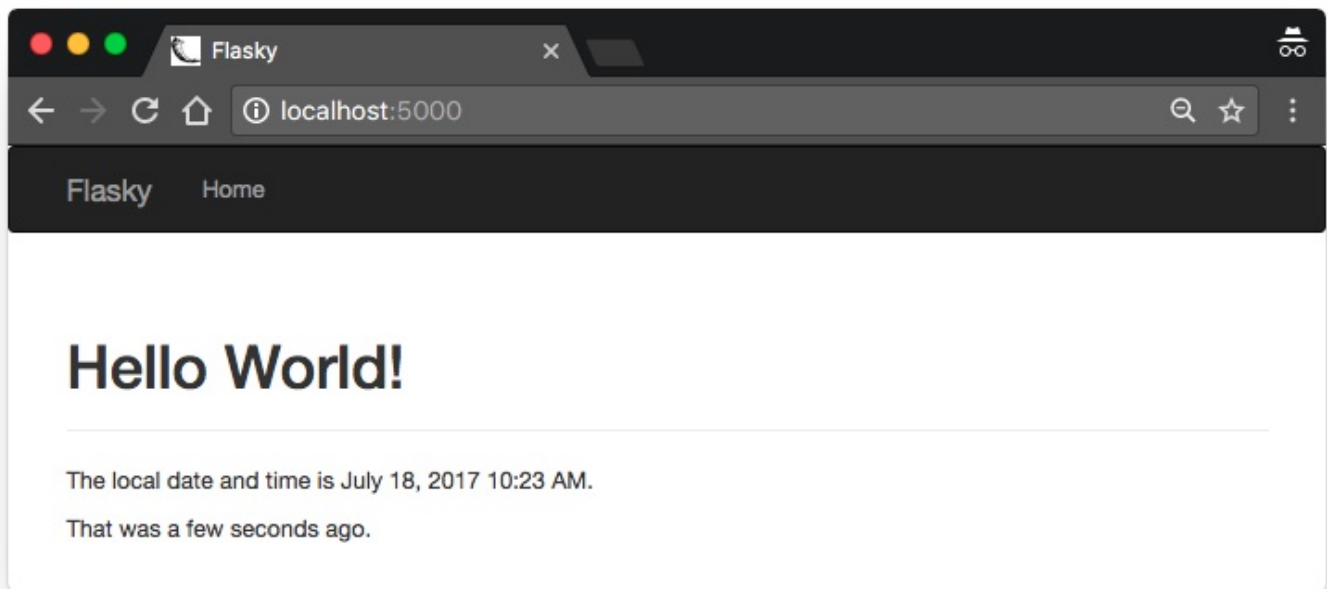 Flasky
localhost:5000
Flasky Home
Hello World!
The local date and time is July 18, 2017 10:23 AM.
That was a few seconds ago.